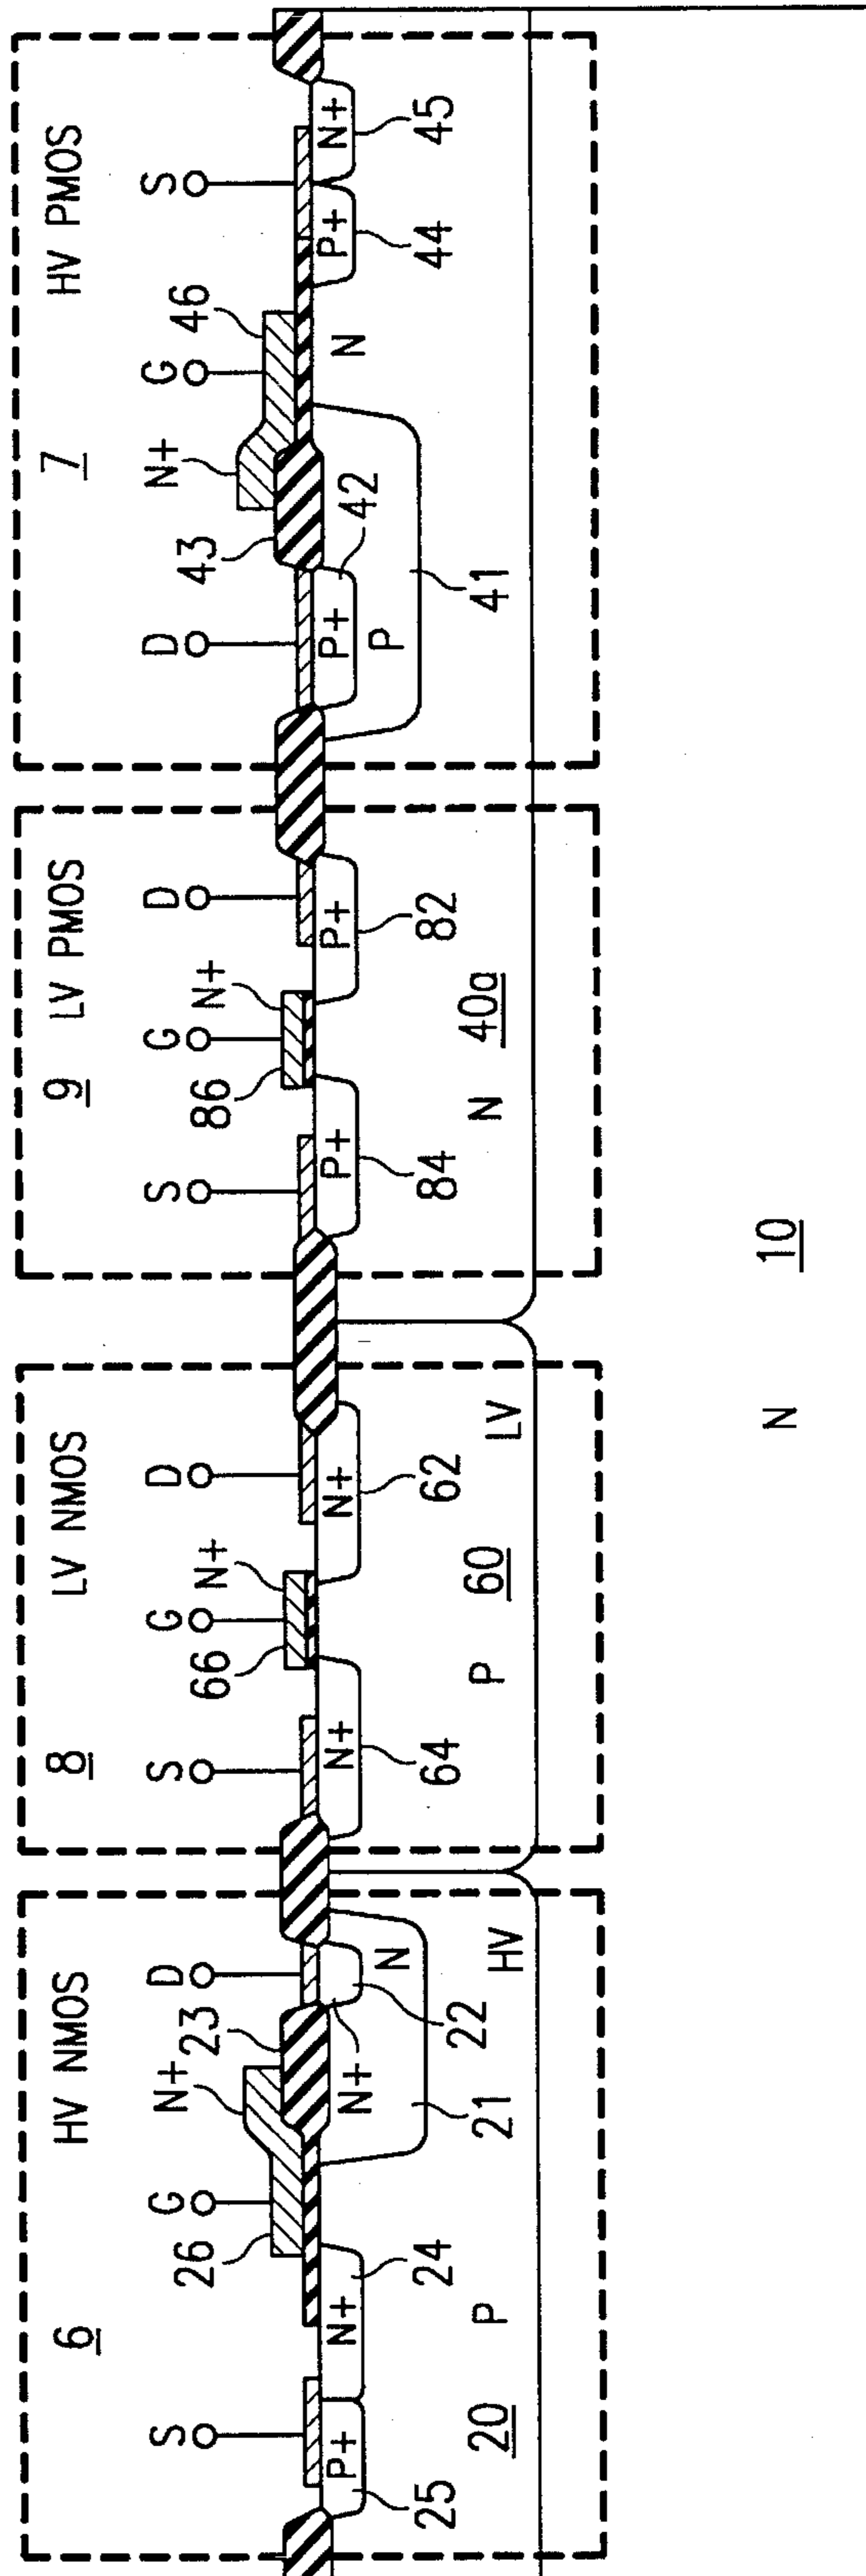 HV NMOS
6
S
G
N+
D
26
23
P+
N+
N+
N
25
24
21
22
20
P
HV
LV NMOS
8
S
G
N+
D
66
N+
N+
64
62
P
60
LV
LV PMOS
9
S
G
N+
D
86
P+
P+
84
82
N
40a
HV PMOS
7
D
N+
G
S
43
46
P+
42
N
P+
N+
P
41
44
45
N
10